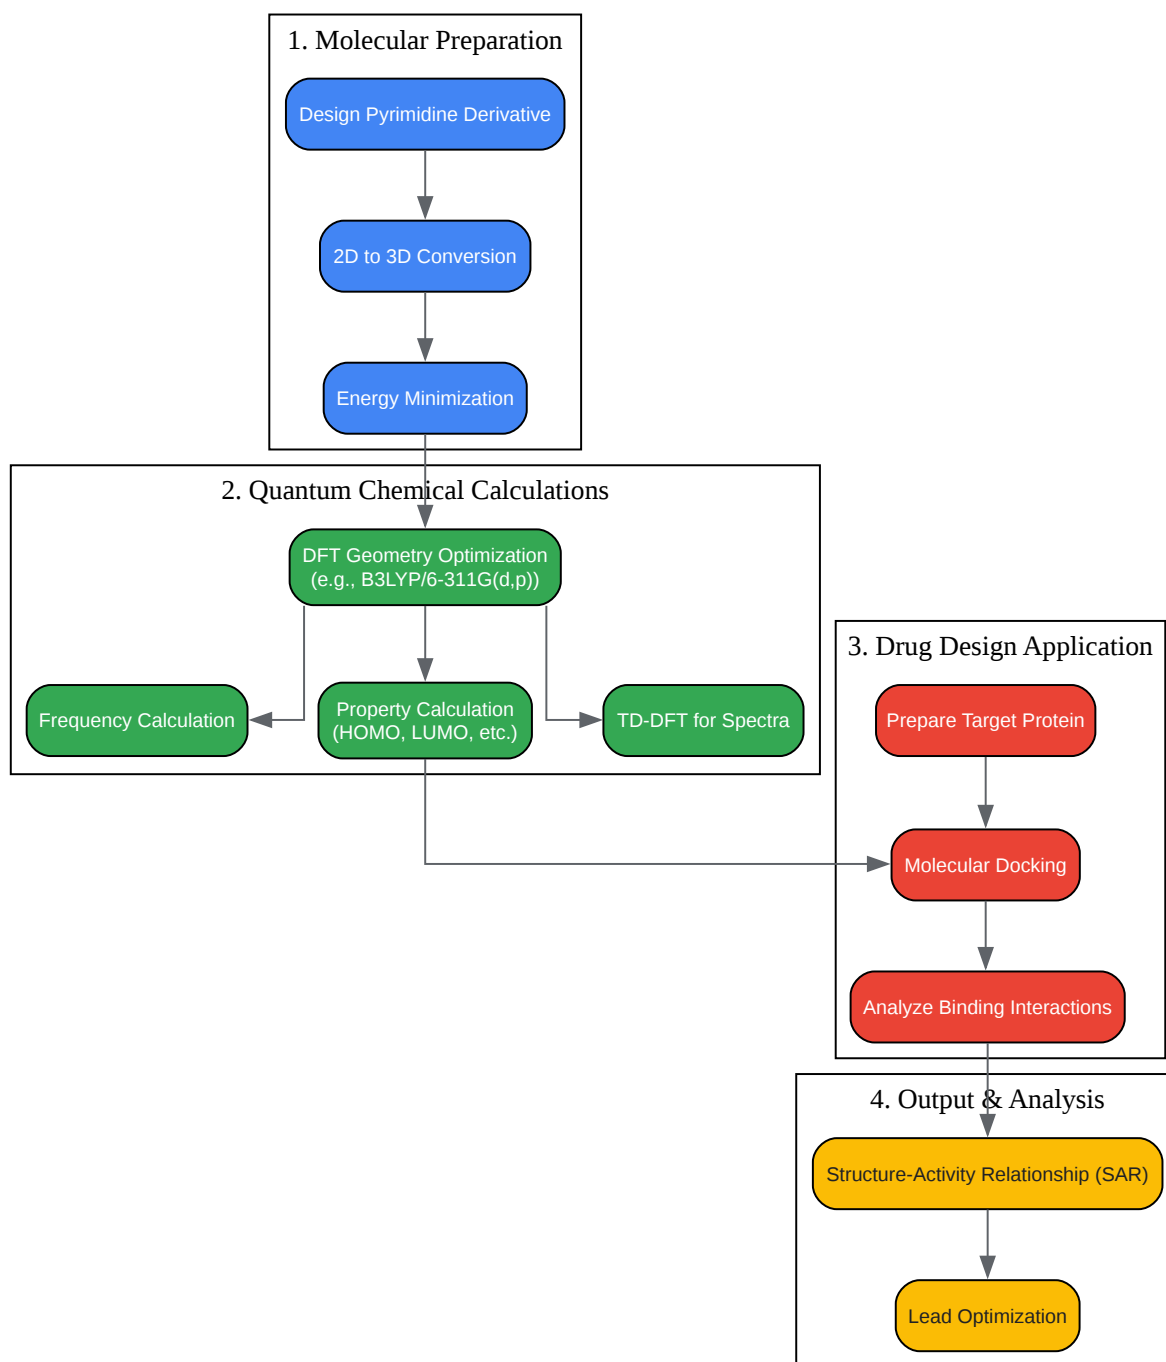 1. Molecular Preparation
Design Pyrimidine Derivative
2D to 3D Conversion
Energy Minimization
2. Quantum Chemical Calculations
DFT Geometry Optimization
(e.g., B3LYP/6-311G(d,p))
Frequency Calculation
Property Calculation
(HOMO, LUMO, etc.)
TD-DFT for Spectra
3. Drug Design Application
Prepare Target Protein
Molecular Docking
Analyze Binding Interactions
4. Output & Analysis
Structure-Activity Relationship (SAR)
Lead Optimization